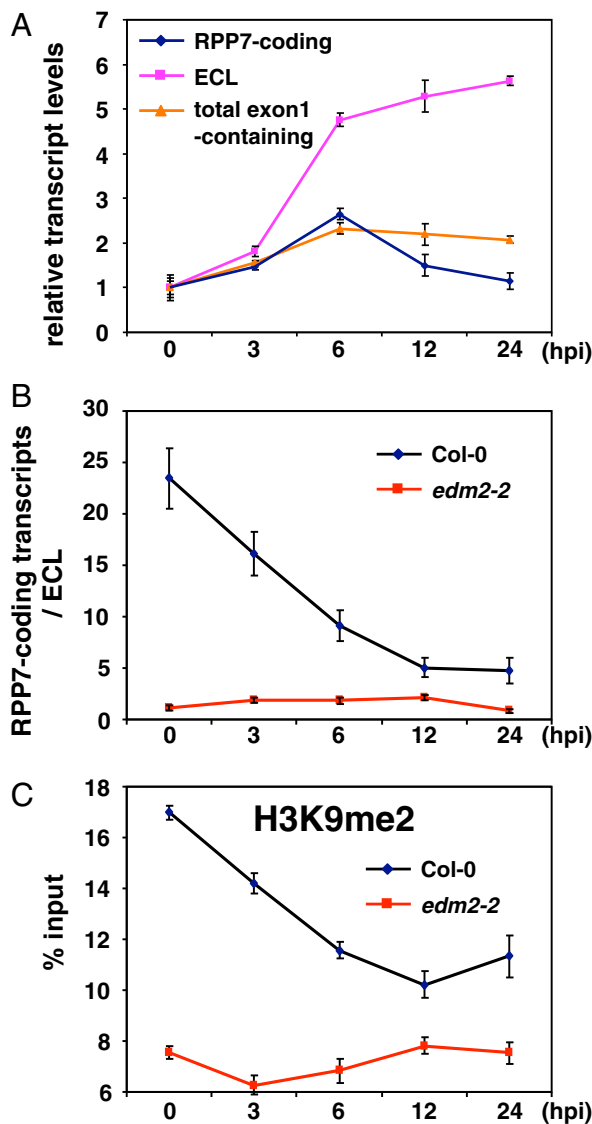 A
relative transcript levels
7
6
5
4
3
2
1
0
RPP7-coding
ECL
total exon1
-containing
0 3 6 12 24 (hpi)
B
RPP7-coding transcripts
/ ECL
30
25
20
15
10
5
0
Col-0
edm2-2
0 3 6 12 24 (hpi)
C
H3K9me2
% input
18
16
14
12
10
8
6
Col-0
edm2-2
0 3 6 12 24 (hpi)